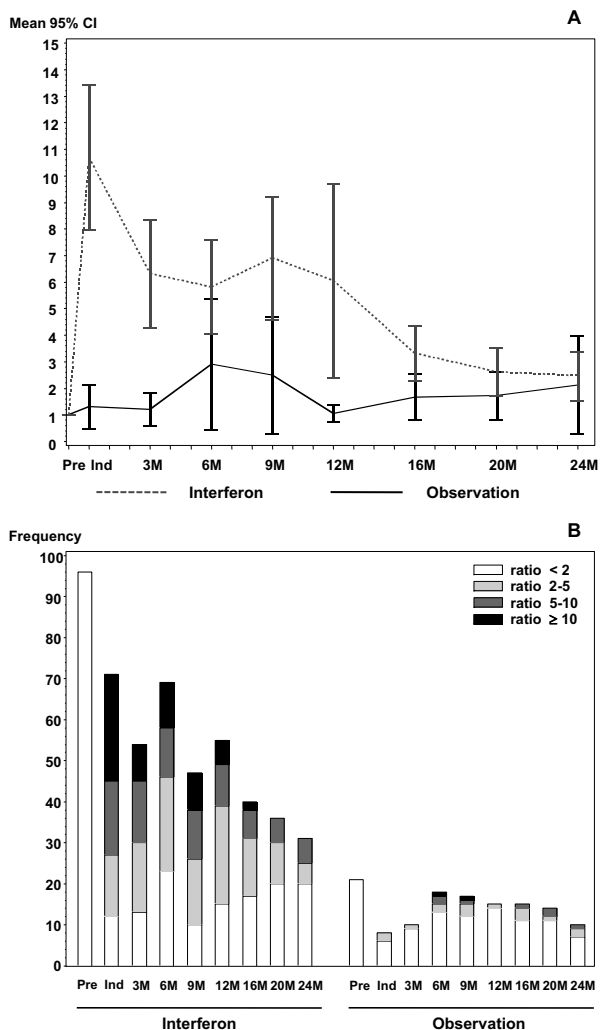 Mean 95% CI
A
15
14
13
12
11
10
9
8
7
6
5
4
3
2
1
0
Pre Ind 3M 6M 9M 12M 16M 20M 24M
Interferon Observation
B
Frequency
100
90
80
70
60
50
40
30
20
10
0
ratio < 2
ratio 2-5
ratio 5-10
ratio ≥ 10
Pre Ind 3M 6M 9M 12M 16M 20M 24M Pre Ind 3M 6M 9M 12M 16M 20M 24M
Interferon Observation